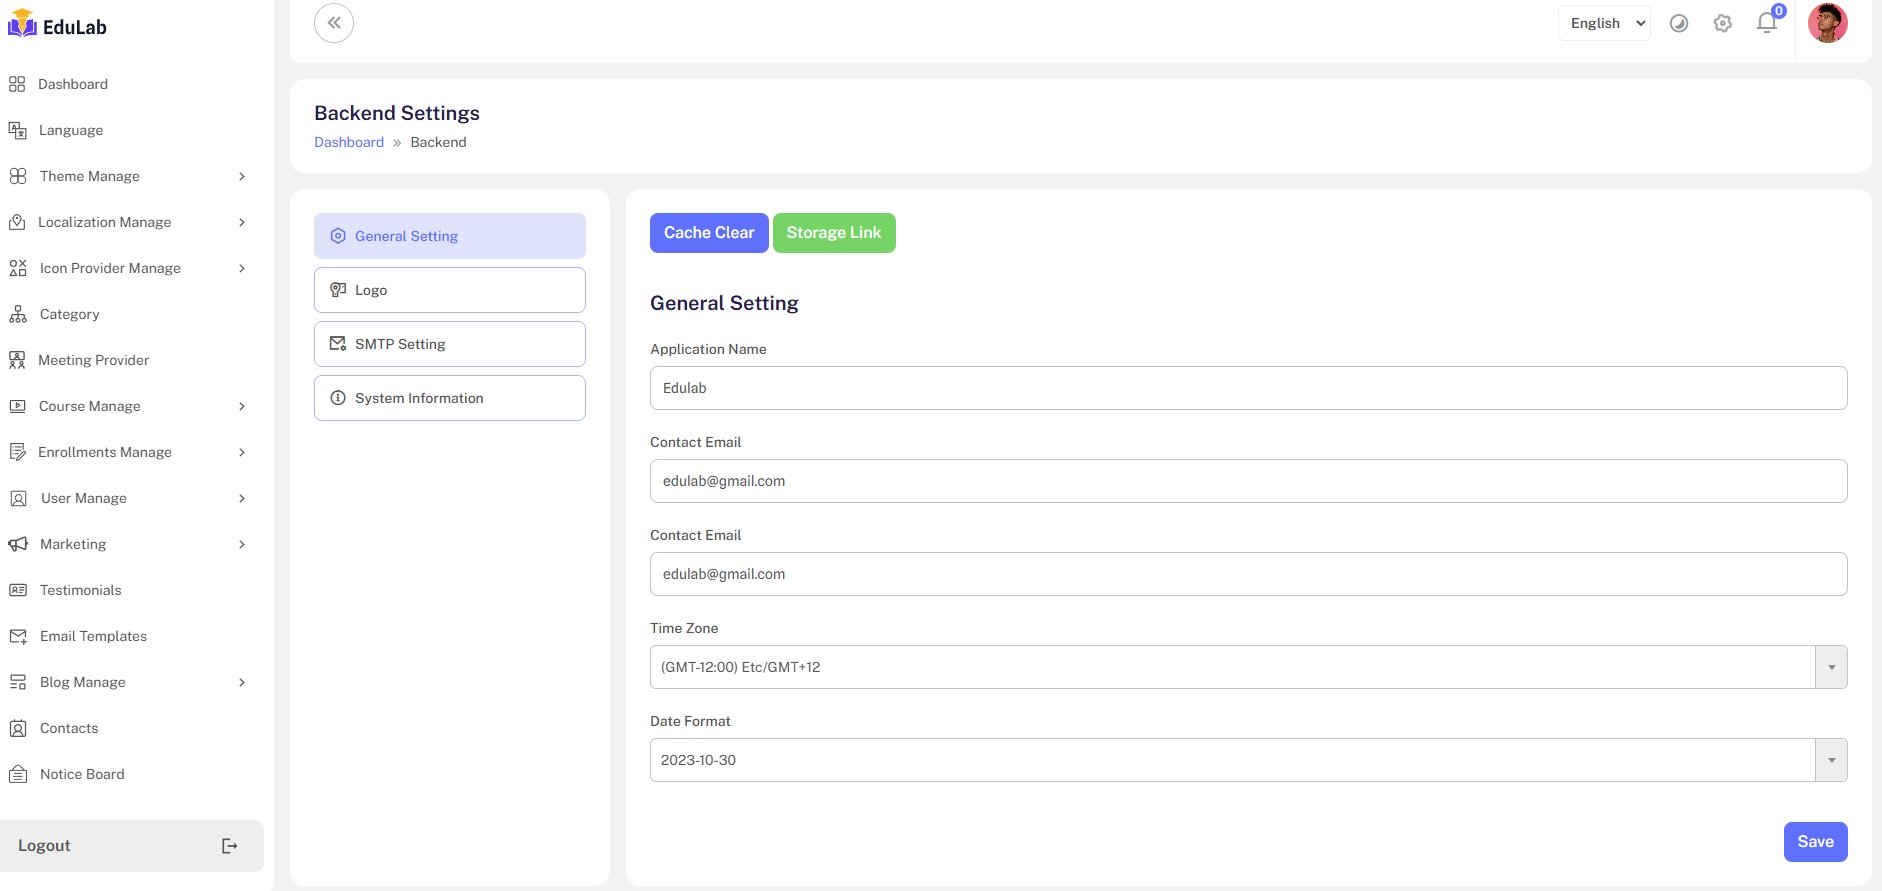 EduLab
Dashboard
Language
Theme Manage
Localization Manage
Icon Provider Manage
Category
Meeting Provider
Course Manage
Enrollments Manage
User Manage
Marketing
Testimonials
Email Templates
Blog Manage
Contacts
Notice Board
Logout
English
0
Backend Settings
Dashboard » Backend
General Setting
Logo
SMTP Setting
System Information
Cache Clear
Storage Link
General Setting
Application Name
Edulab
Contact Email
edulab@gmail.com
Contact Email
edulab@gmail.com
Time Zone
(GMT-12:00) Etc/GMT+12
Date Format
2023-10-30
Save